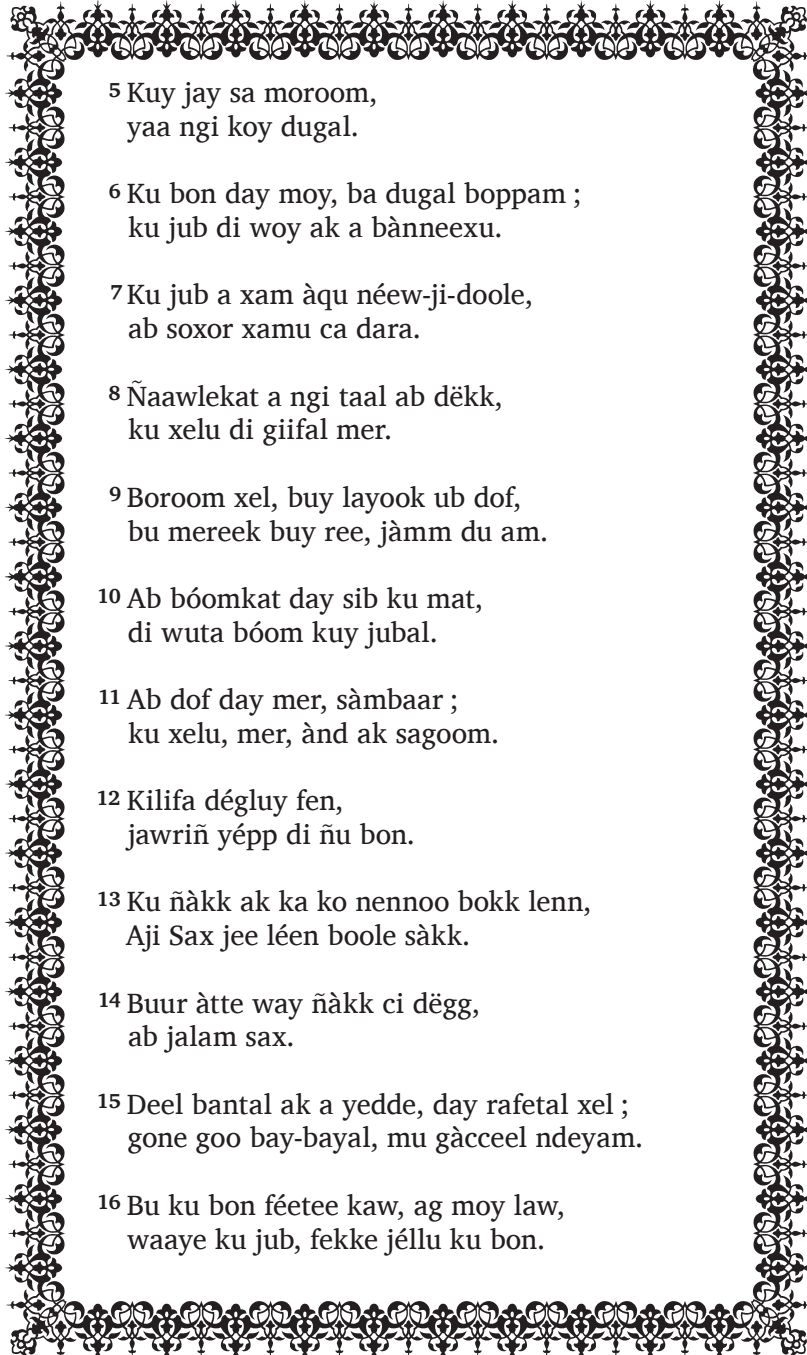 5 Kuy jay sa moroom,
yaa ngi koy dugal.
6 Ku bon day moy, ba dugal boppam ;
ku jub di woy ak a bànneexu.
7 Ku jub a xam àqu néew-ji-doole,
ab soxor xamu ca dara.
8 Ñaawlekat a ngi taal ab dëkk,
ku xelu di giifal mer.
9 Boroom xel, buy layook ub dof,
bu mereek buy ree, jàmm du am.
10 Ab bóomkat day sib ku mat,
di wuta bóom kuy jubal.
11 Ab dof day mer, sàmbaar ;
ku xelu, mer, ànd ak sagoom.
12 Kilifa dégluy fen,
jawriñ yépp di ñu bon.
13 Ku ñàkk ak ka ko nennoo bokk lenn,
Aji Sax jee léen boole sàkk.
14 Buur àtte way ñàkk ci dëgg,
ab jalam sax.
15 Deel bantal ak a yedde, day rafetal xel ;
gone goo bay-bayal, mu gàcceel ndeyam.
16 Bu ku bon féetee kaw, ag moy law,
waaye ku jub, fekke jéllu ku bon.